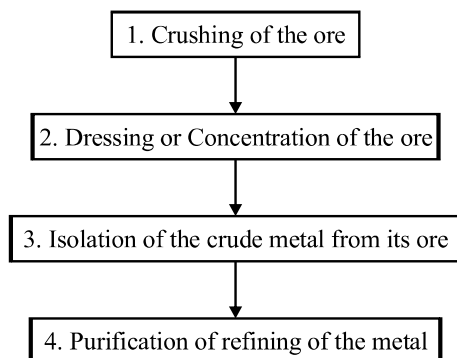 1. Crushing of the ore
2. Dressing or Concentration of the ore
3. Isolation of the crude metal from its ore
4. Purification of refining of the metal